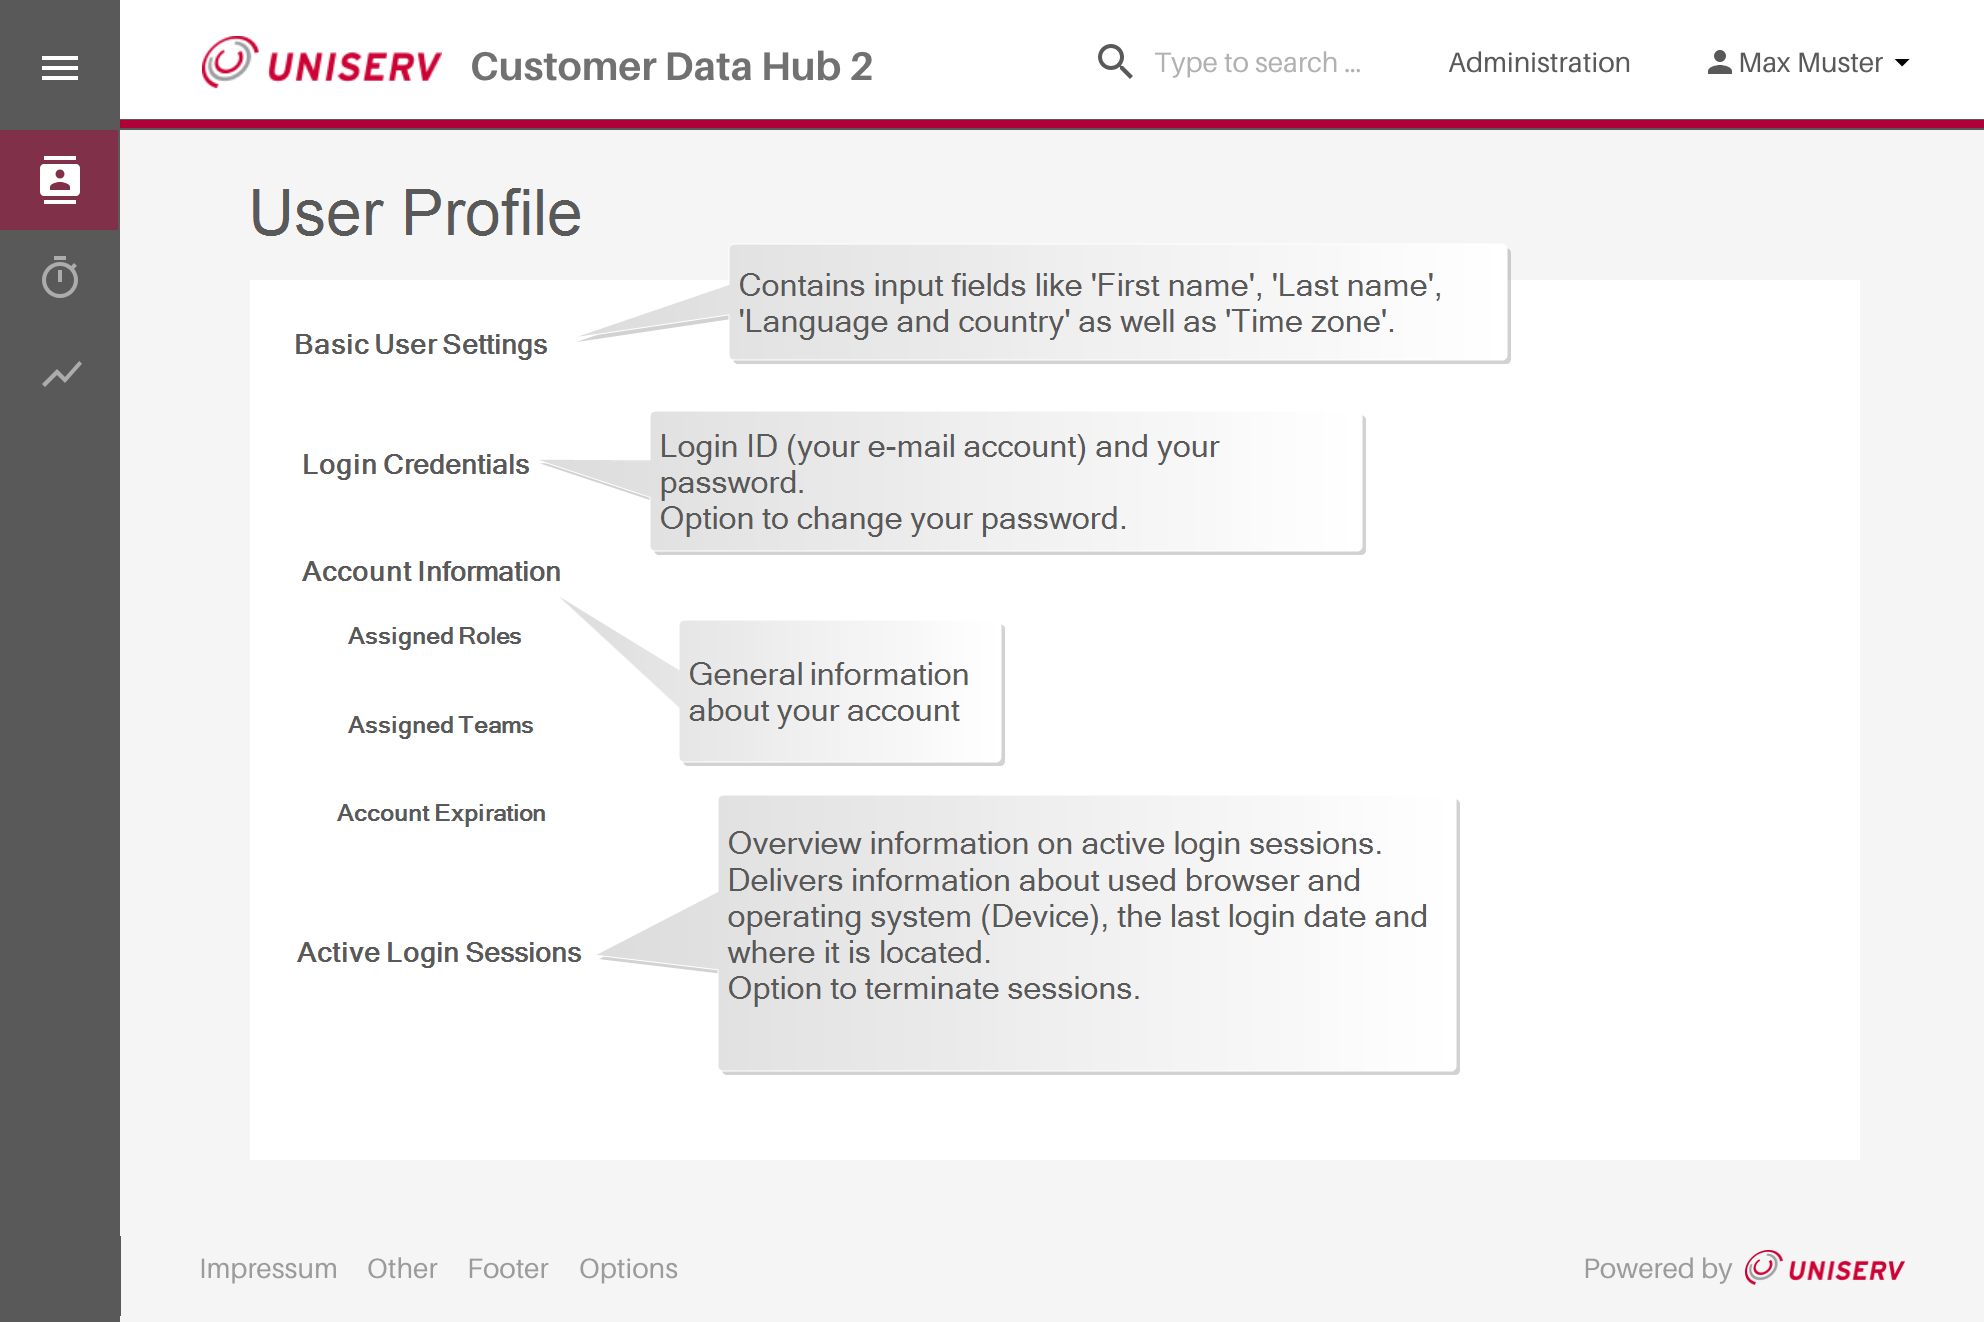 UNISERV Customer Data Hub 2
Type to search ...
Administration
Max Muster
User Profile
Basic User Settings
Contains input fields like 'First name', 'Last name',
'Language and country' as well as 'Time zone'.
Login Credentials
Login ID (your e-mail account) and your
password.
Option to change your password.
Account Information
Assigned Roles
Assigned Teams
Account Expiration
General information
about your account
Active Login Sessions
Overview information on active login sessions.
Delivers information about used browser and
operating system (Device), the last login date and
where it is located.
Option to terminate sessions.
Impressum Other Footer Options
Powered by UNISERV